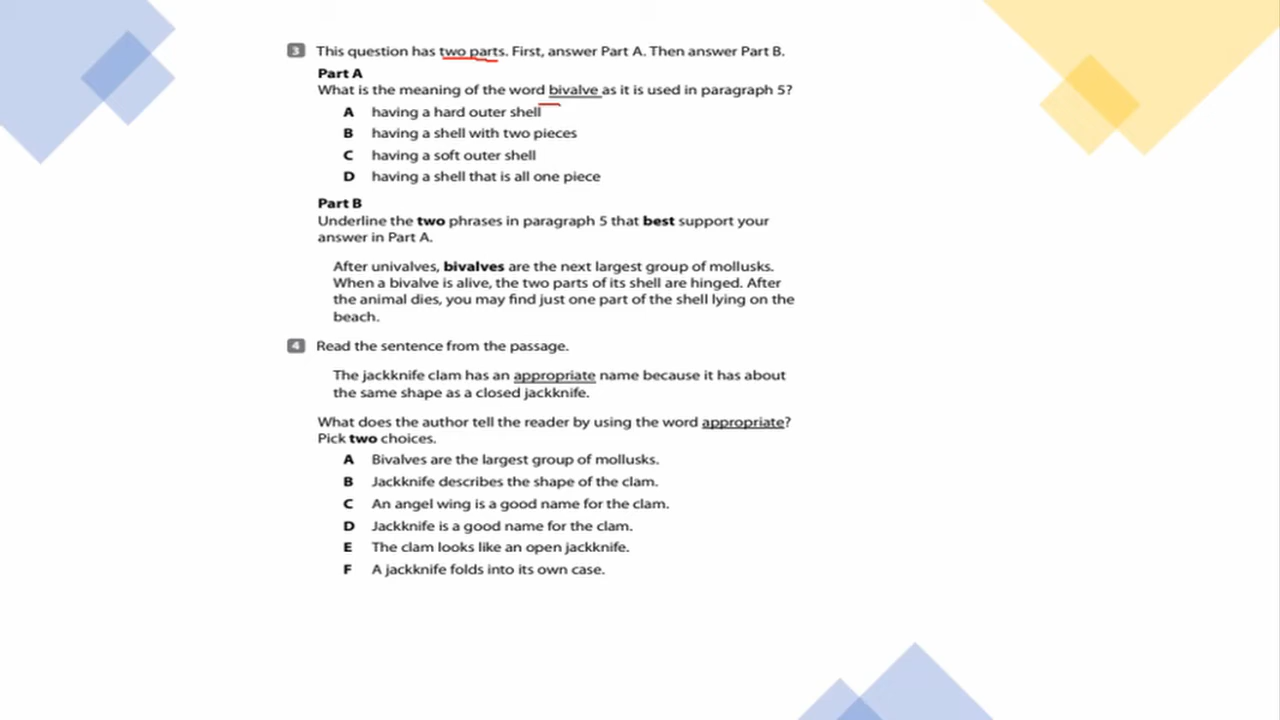 3 This question has two parts. First, answer Part A. Then answer Part B.
Part A
What is the meaning of the word bivalve as it is used in paragraph 5?
A having a hard outer shell
B having a shell with two pieces
C having a soft outer shell
D having a shell that is all one piece
Part B
Underline the two phrases in paragraph 5 that best support your
answer in Part A.
After univalves, bivalves are the next largest group of mollusks.
When a bivalve is alive, the two parts of its shell are hinged. After
the animal dies, you may find just one part of the shell lying on the
beach.
4 Read the sentence from the passage.
The jackknife clam has an appropriate name because it has about
the same shape as a closed jackknife.
What does the author tell the reader by using the word appropriate?
Pick two choices.
A Bivalves are the largest group of mollusks.
B Jackknife describes the shape of the clam.
C An angel wing is a good name for the clam.
D Jackknife is a good name for the clam.
E The clam looks like an open jackknife.
F A jackknife folds into its own case.